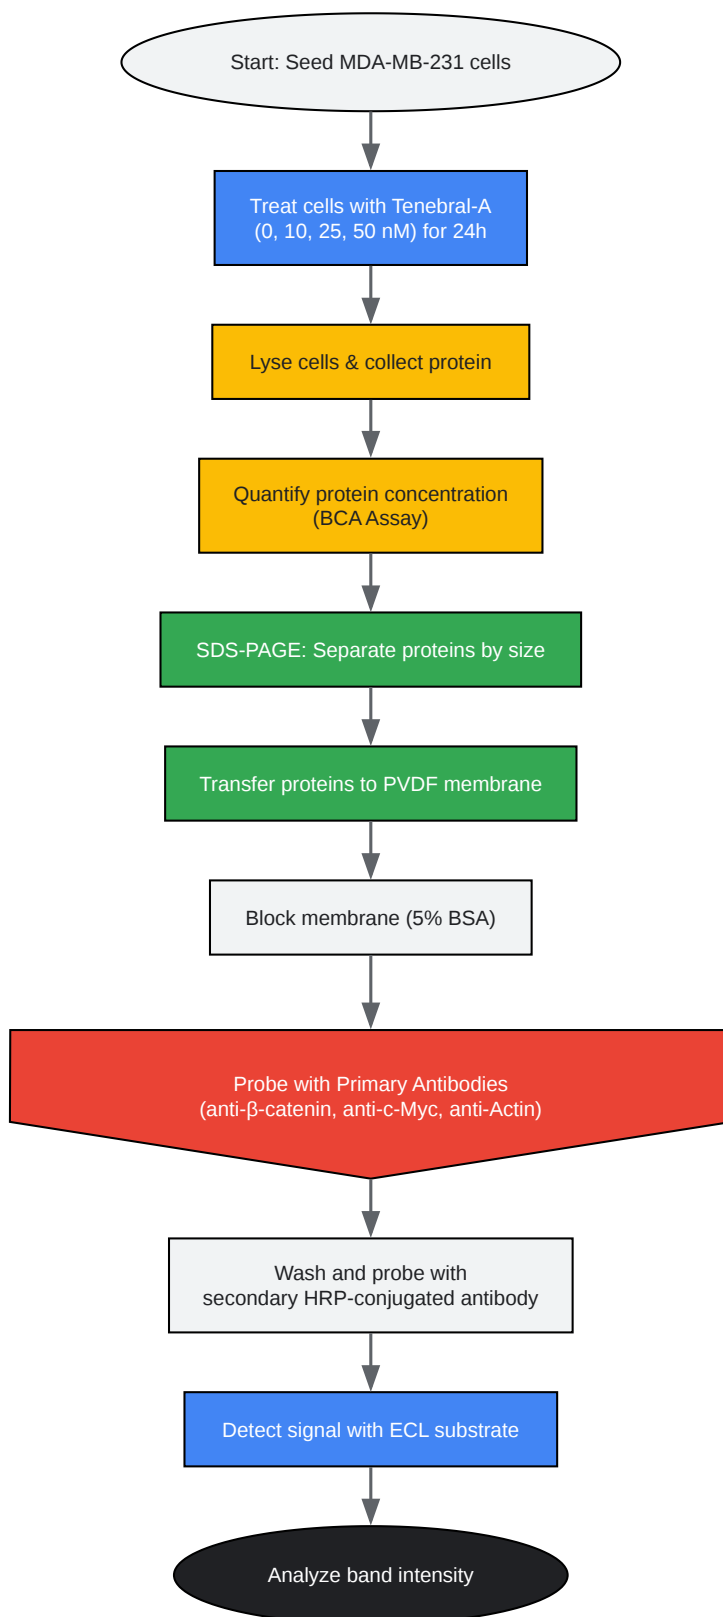 Start: Seed MDA-MB-231 cells
Treat cells with Tenebral-A
(0, 10, 25, 50 nM) for 24h
Lyse cells & collect protein
Quantify protein concentration
(BCA Assay)
SDS-PAGE: Separate proteins by size
Transfer proteins to PVDF membrane
Block membrane (5% BSA)
Probe with Primary Antibodies
(anti-β-catenin, anti-c-Myc, anti-Actin)
Wash and probe with
secondary HRP-conjugated antibody
Detect signal with ECL substrate
Analyze band intensity